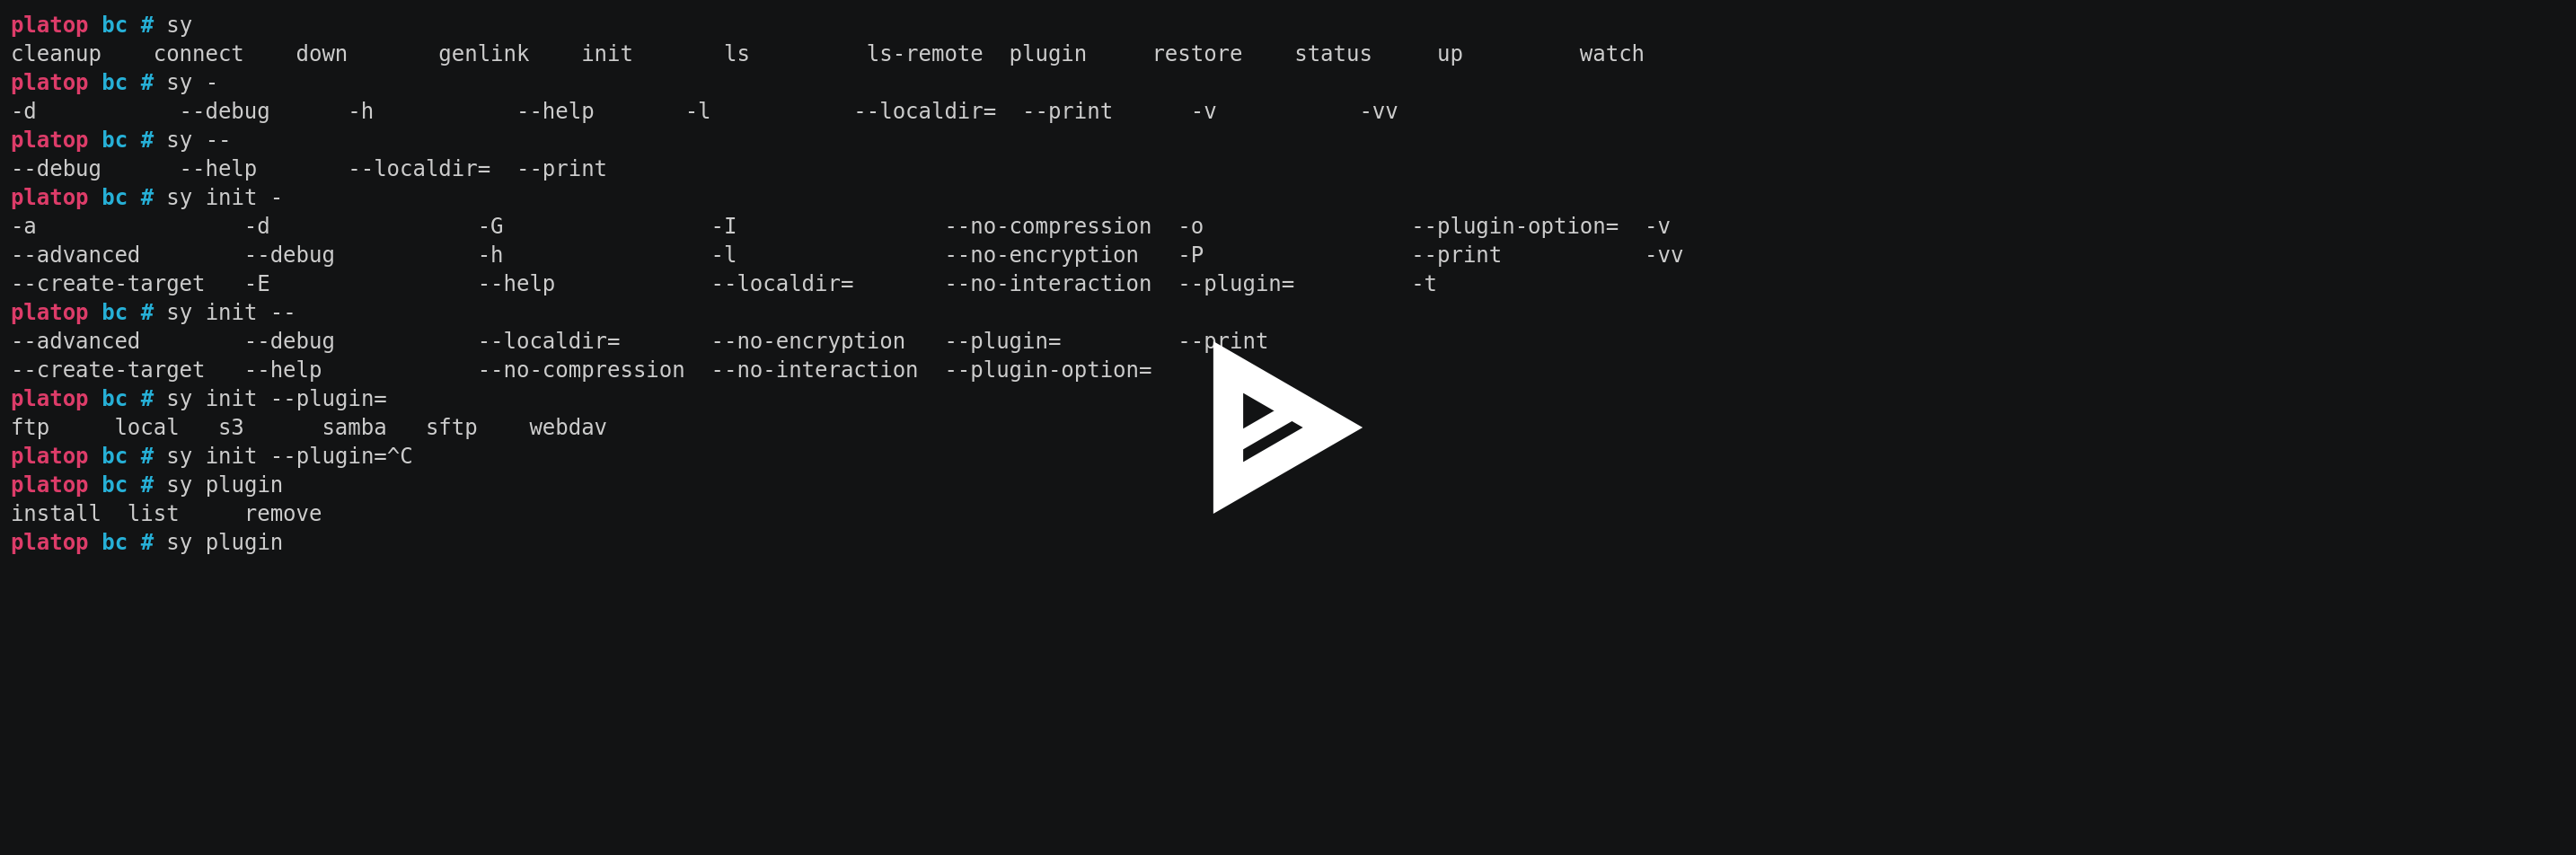 platop bc # sy
cleanup    connect    down       genlink    init       ls         ls-remote  plugin     restore    status     up         watch
platop bc # sy -
-d           --debug      -h           --help       -l           --localdir=  --print      -v           -vv
platop bc # sy --
--debug      --help       --localdir=  --print
platop bc # sy init -
-a                -d                -G                -I                --no-compression  -o                --plugin-option=  -v
--advanced        --debug           -h                -l                --no-encryption   -P                --print           -vv
--create-target   -E                --help            --localdir=       --no-interaction  --plugin=         -t
platop bc # sy init --
--advanced        --debug           --localdir=       --no-encryption   --plugin=         --print
--create-target   --help            --no-compression  --no-interaction  --plugin-option=
platop bc # sy init --plugin=
ftp     local   s3      samba   sftp    webdav
platop bc # sy init --plugin=^C
platop bc # sy plugin
install  list     remove
platop bc # sy plugin